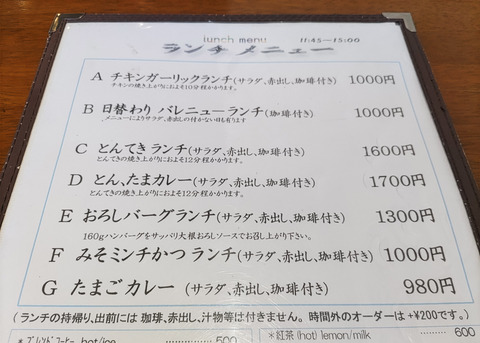 lunch menu 11:45―15:00
ランチ メニュー
A チキンガーリックランチ(サラダ、赤出し、珈琲付き) 1000円
チキンの焼き上がりにおよそ10分程かかります。
B 日替わり バレニューランチ(珈琲付き) 1000円
メニューによりサラダ、赤出しの付かない日も有ります
C とんてき ランチ(サラダ、赤出し、珈琲付き) 1600円
とんてきの焼き上がりにおよそ12分程かかります。
D とん、たまカレー(サラダ、赤出し、珈琲付き) 1700円
とんてきの焼き上がりにおよそ12分程かかります。
E おろしバーグランチ(サラダ、赤出し、珈琲付き) 1300円
160gハンバーグをサッパリ大根おろしソースでお召し上がり下さい。
F みそミンチかつ ランチ(サラダ、赤出し、珈琲付き) 1000円
G たまごカレー (サラダ、赤出し、珈琲付き) 980円
(ランチの持帰り、出前には 珈琲、赤出し、汁物等は付きません。 時間外のオーダーは +¥200です。)
*ブレンドコーヒー hot/ice 500
*紅茶(hot) lemon/milk 600